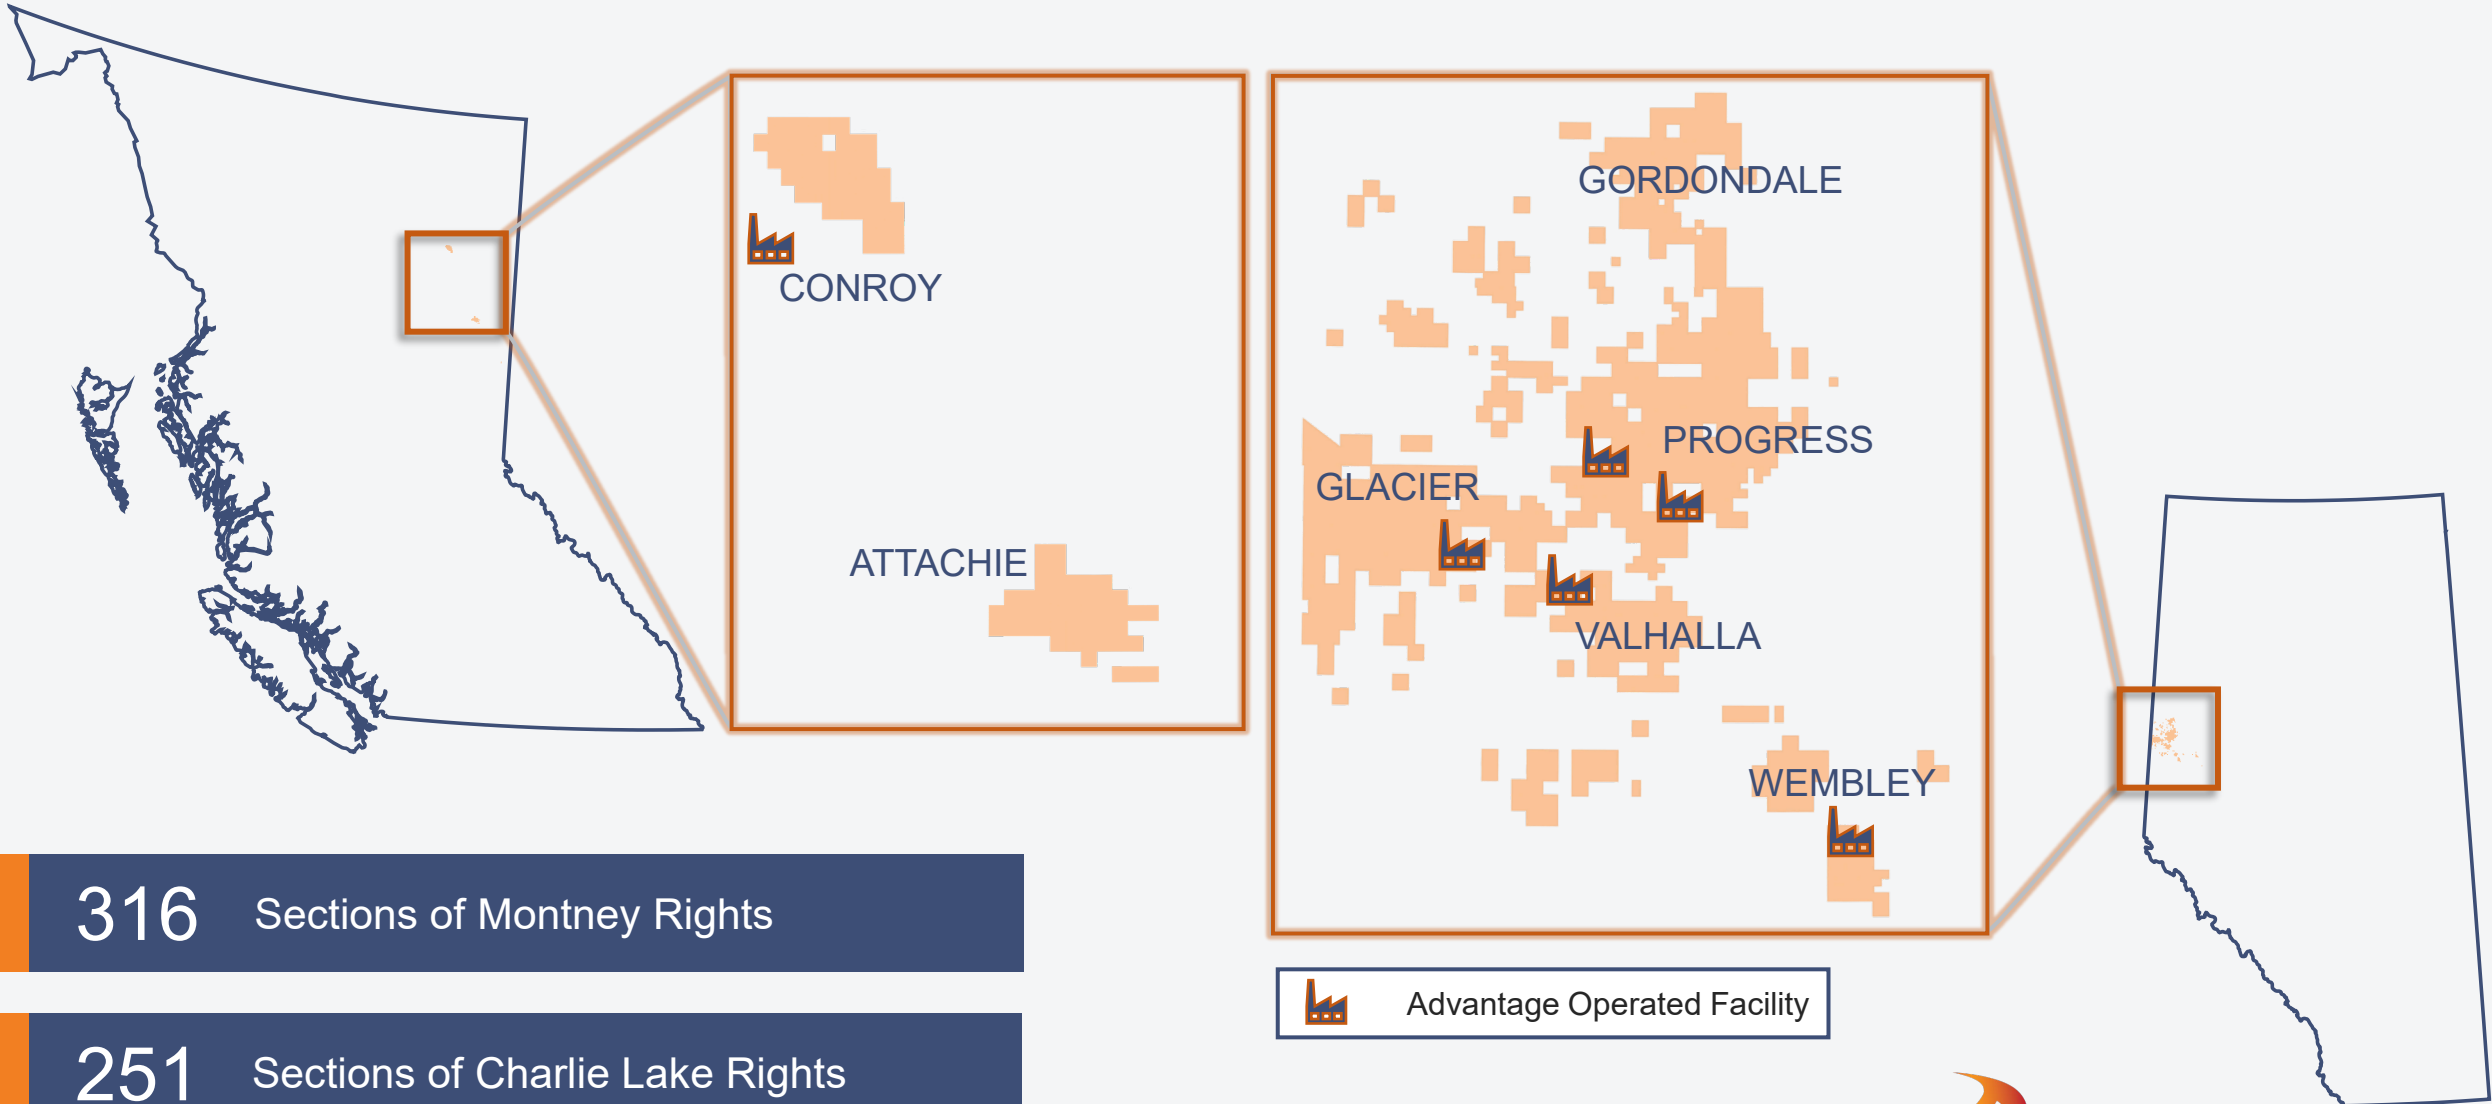 GORDONDALE
CONROY
PROGRESS
GLACIER
ATTACHIE
VALHALLA
WEMBLEY
316 Sections of Montney Rights
Advantage Operated Facility
251 Sections of Charlie Lake Rights